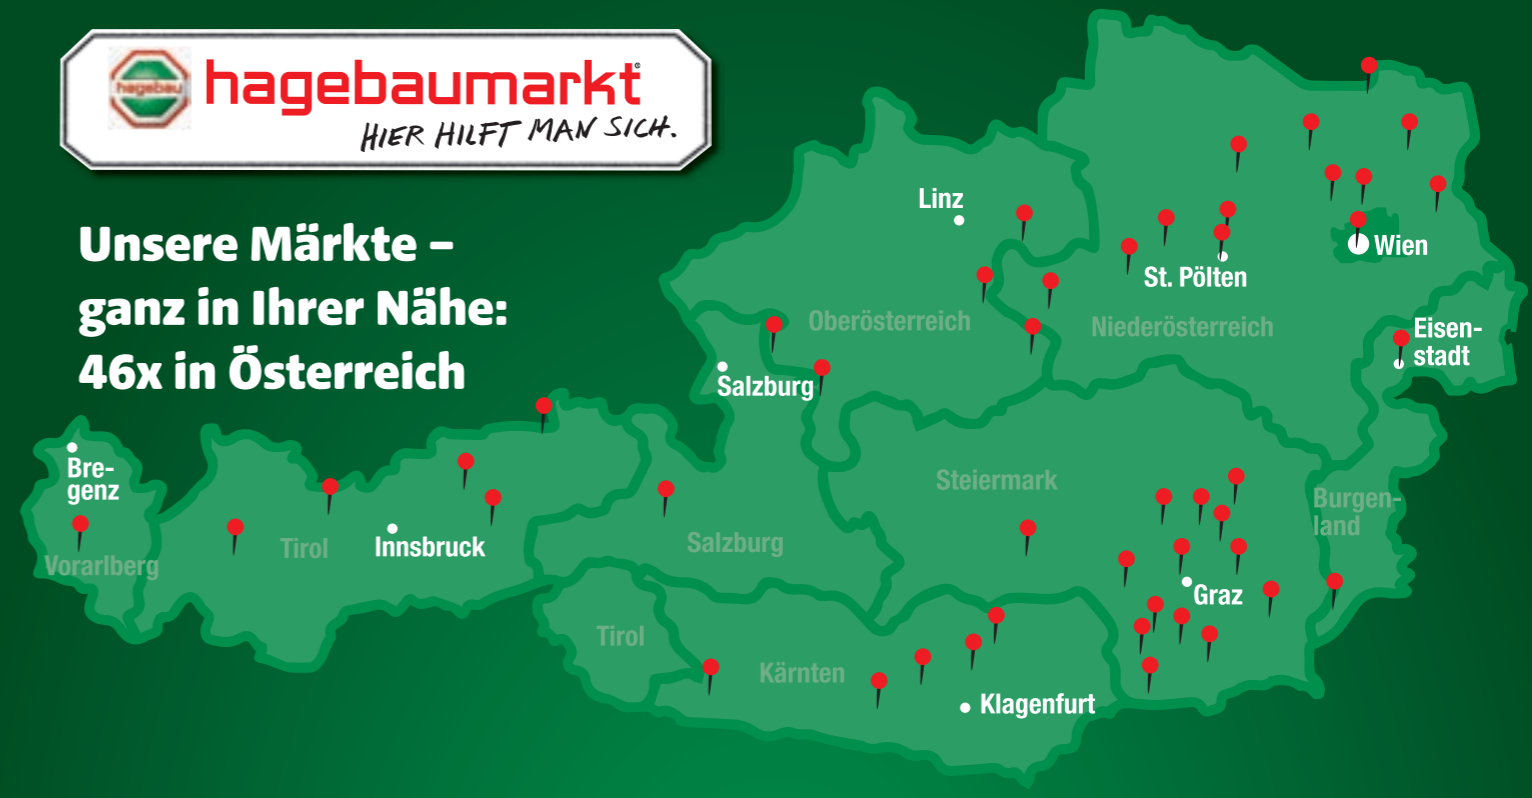 hagebau
hagebaumarkt®
HIER HILFT MAN SICH.
Unsere Märkte –
ganz in Ihrer Nähe:
46x in Österreich
Linz
Wien
St. Pölten
Oberösterreich
Niederösterreich
Eisen-
stadt
Salzburg
Bre-
genz
Steiermark
Burgen-
land
Tirol
Innsbruck
Salzburg
Vorarlberg
Graz
Tirol
Kärnten
Klagenfurt